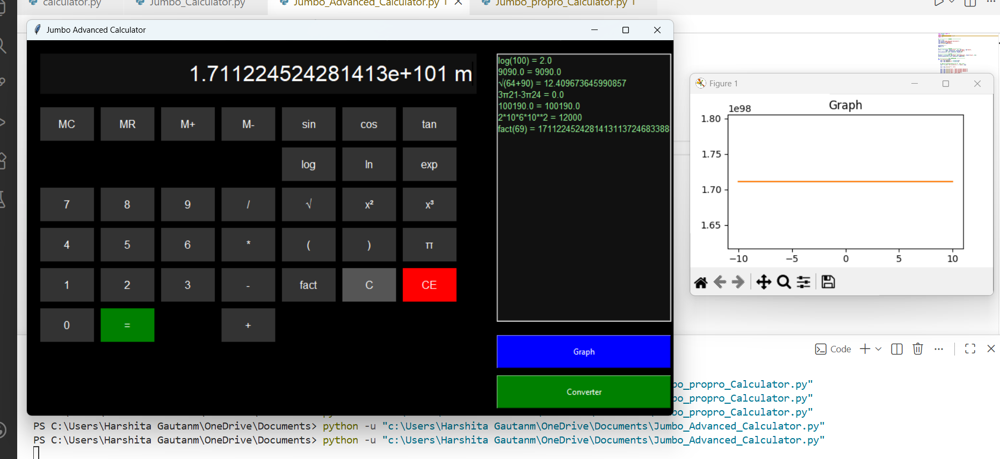 calculator.py
Jumbo_Calculator.py
Jumbo_Advanced_Calculator.py 1
Jumbo_propro_Calculator.py 1
Jumbo Advanced Calculator
1.711224524281413e+101 m
MC MR M+ M- sin cos tan
log ln exp
7 8 9 / √ x² x³
4 5 6 * ( ) π
1 2 3 - fact C CE
0 = +
log(100) = 2.0
9090.0 = 9090.0
√(64+90) = 12.409673645990857
3π21-3π24 = 0.0
100190.0 = 100190.0
2*10*6*10**2 = 12000
fact(69) = 1711224524281413113724683388
Graph
Converter
Figure 1
Graph
1e98
1.80
1.75
1.70
1.65
−10 −5 0 5 10
Code
bo_propro_Calculator.py"
bo_propro_Calculator.py"
bo_propro_Calculator.py"
PS C:\Users\Harshita Gautanm\OneDrive\Documents> python -u "c:\Users\Harshita Gautanm\OneDrive\Documents\Jumbo_Advanced_Calculator.py"
PS C:\Users\Harshita Gautanm\OneDrive\Documents> python -u "c:\Users\Harshita Gautanm\OneDrive\Documents\Jumbo_Advanced_Calculator.py"